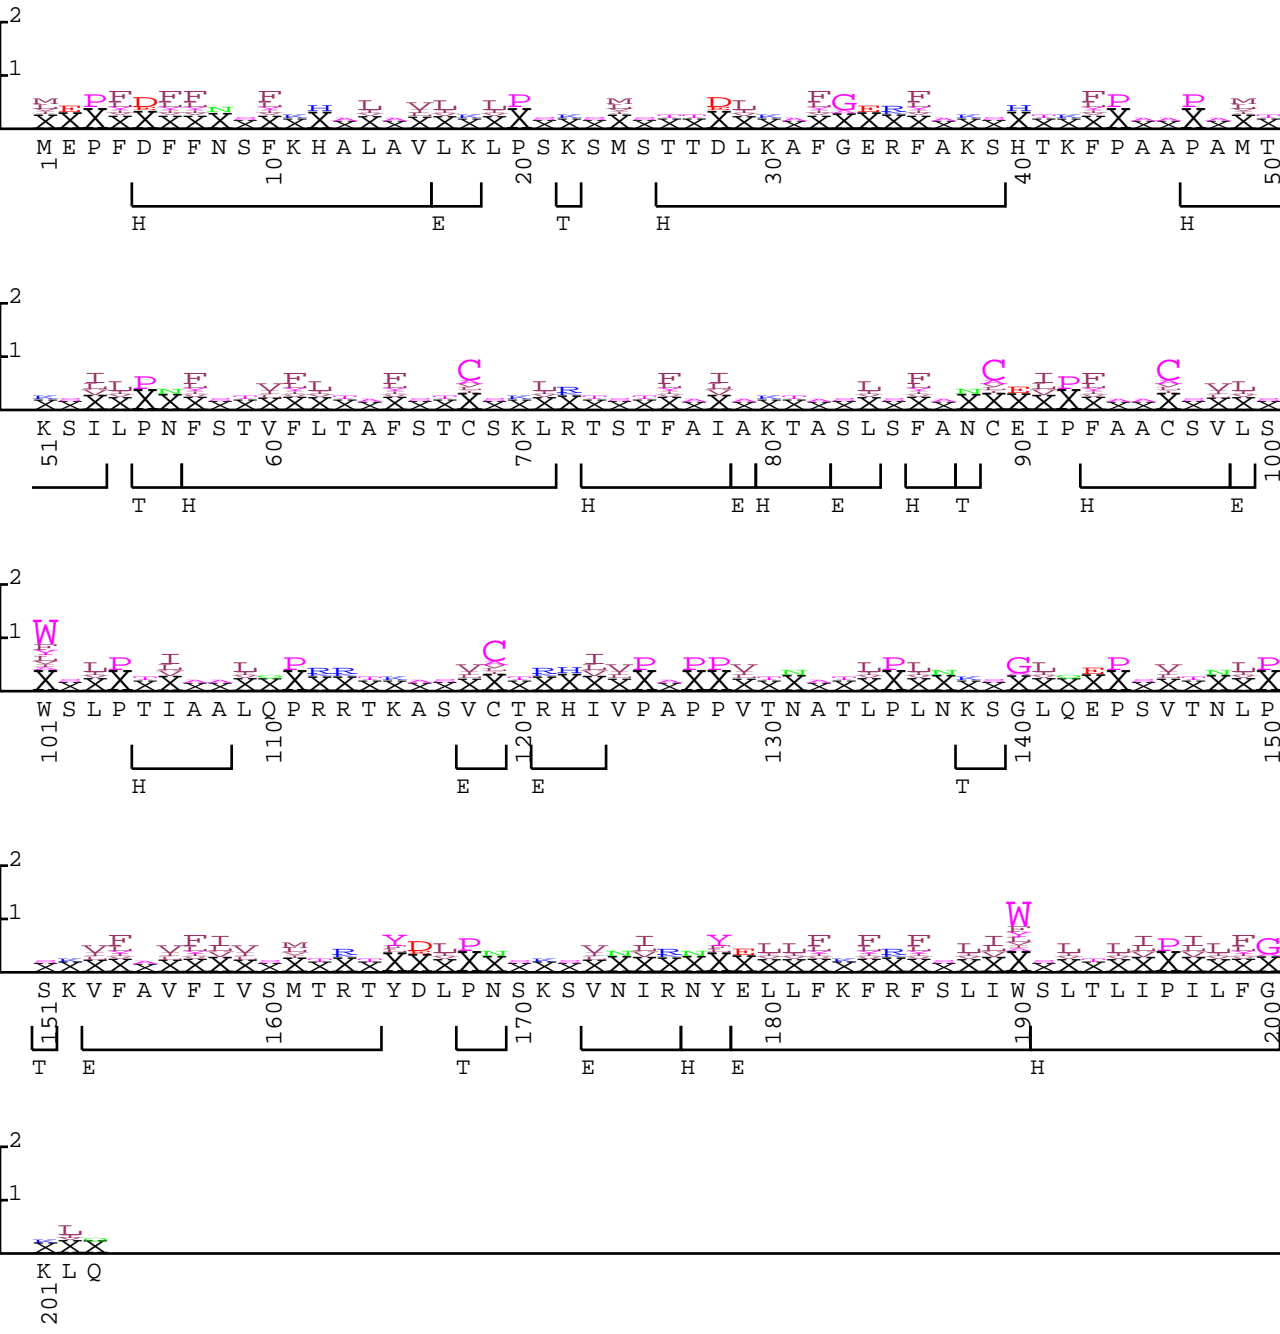 2
1
M E P F D F F N S F K H A L A V L K L P S K S M S T T D L K A F G E R F A K S H T K F P A A P A M T
1 10 20 30 40 50
H E T H H
2
1
K S I L P N F S T V F L T A F S T C S K L R T S T F A I A K T A S L S F A N C E I P F A A C S V L S
51 60 70 80 90 100
T H H E H E H T H E
2
1
W S L P T I A A L Q P R R T K A S V C T R H I V P A P P V T N A T L P L N K S G L Q E P S V T N L P
101 110 120 130 140 150
H E E T
2
1
S K V F A V F I V S M T R T Y D L P N S K S V N I R N Y E L L F K F R F S L I W S L T L I P I L F G
151 160 170 180 190 200
T E T E H E H
2
1
K L Q
201